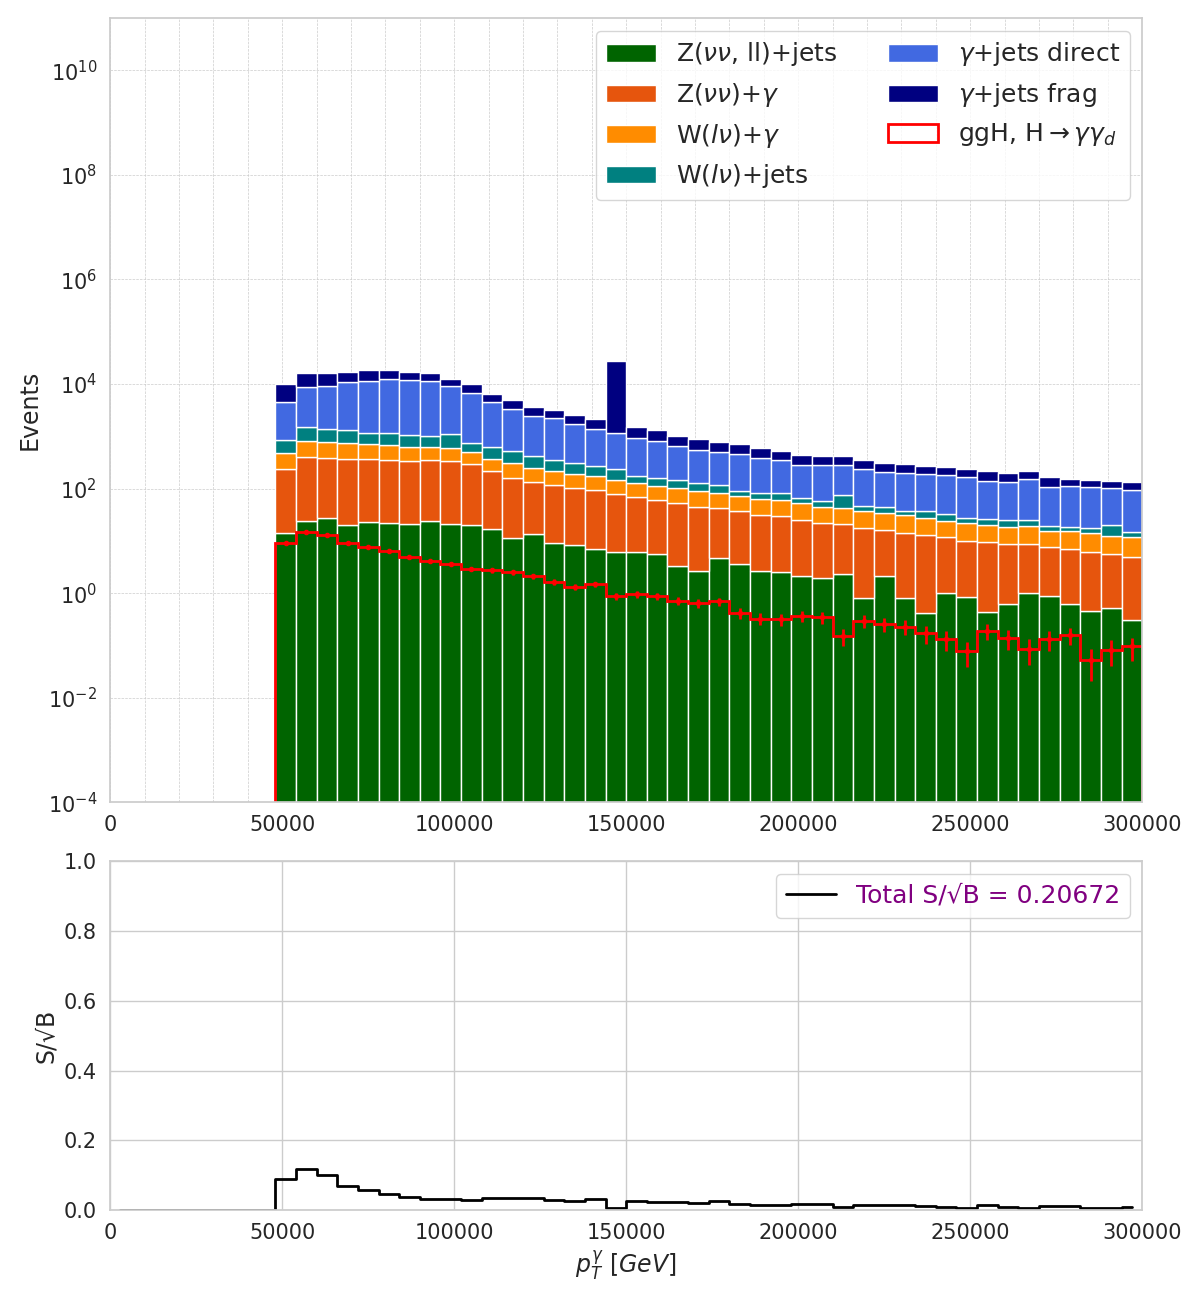 Z(νν, ll)+jets
Z(νν)+γ
W(lν)+γ
W(lν)+jets
γ+jets direct
γ+jets frag
ggH, H→γγ_d
Events
10^10
10^8
10^6
10^4
10^2
10^0
10^−2
10^−4
0 50000 100000 150000 200000 250000 300000
Total S/√B = 0.20672
S/√B
1.0
0.8
0.6
0.4
0.2
0.0
0 50000 100000 150000 200000 250000 300000
p_T^γ [GeV]